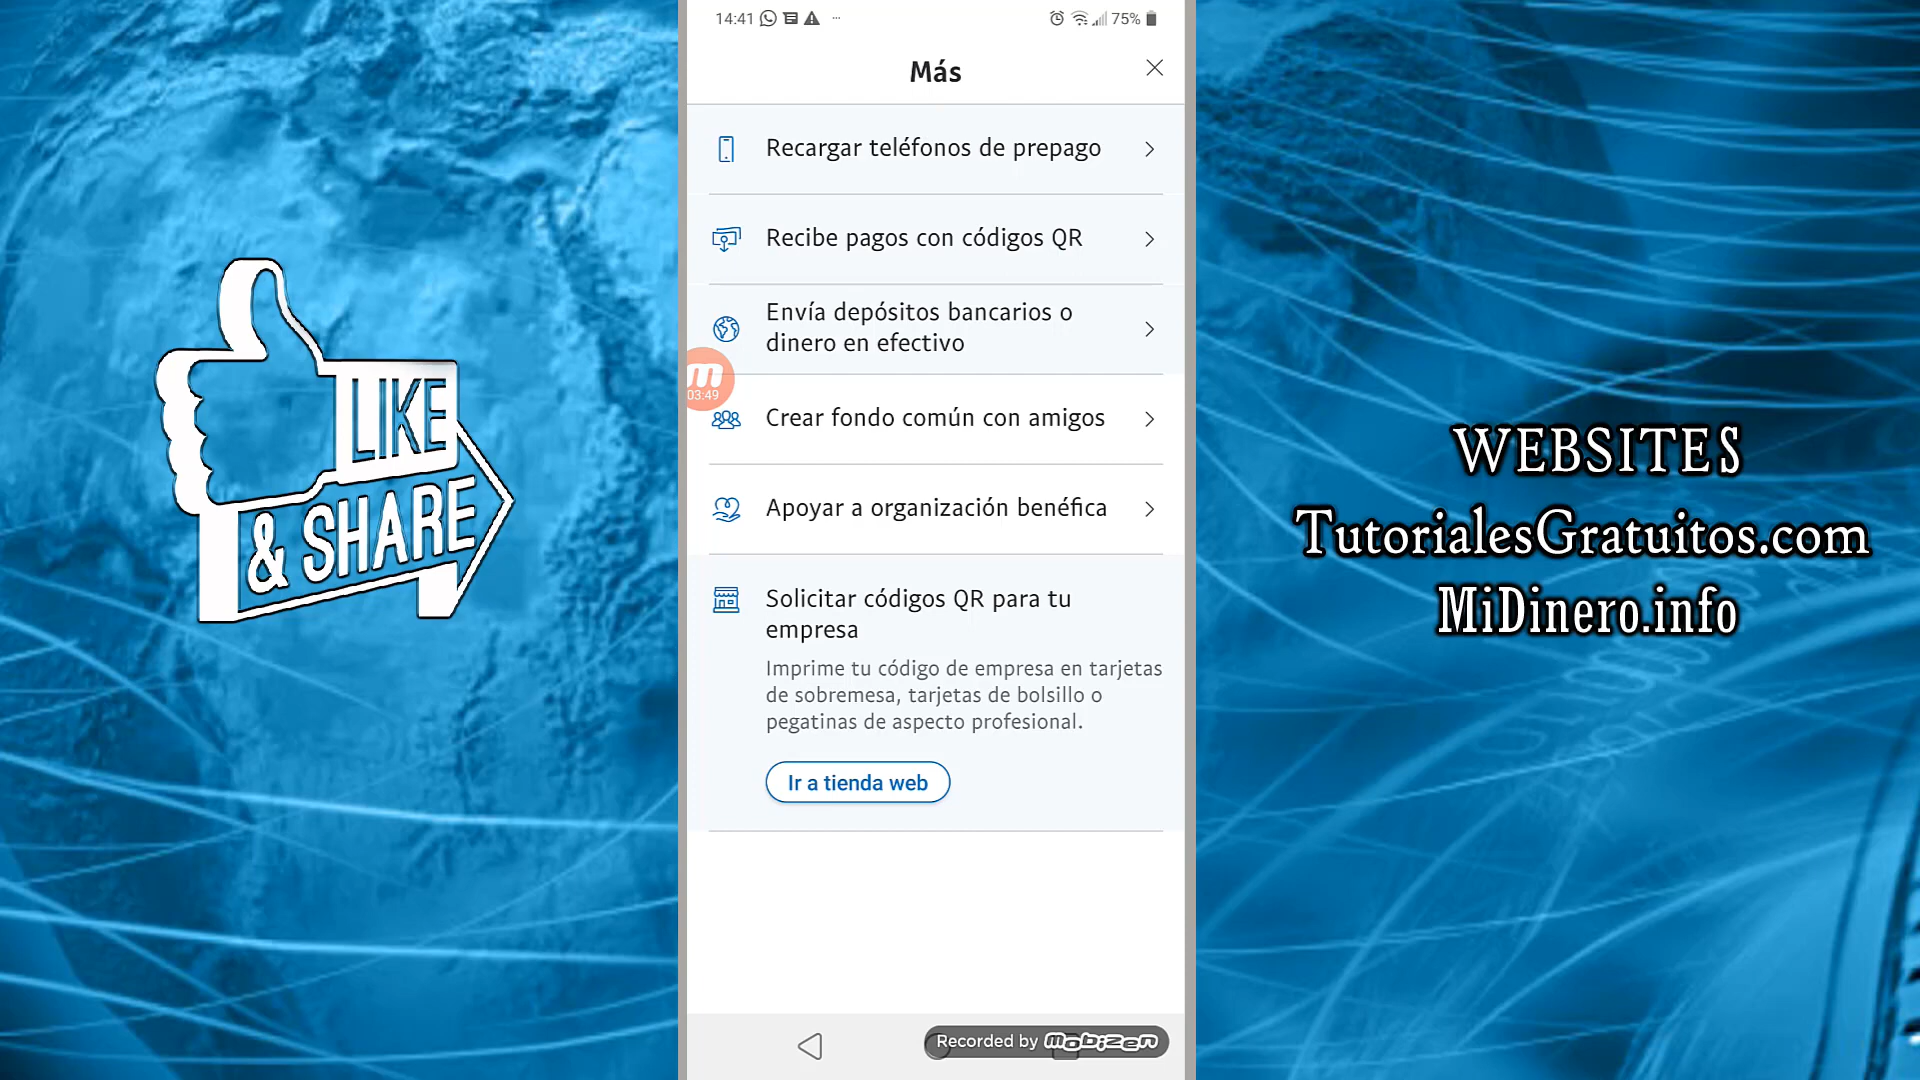 14:41
75%
Más
Recargar teléfonos de prepago
Recibe pagos con códigos QR
Envía depósitos bancarios o
dinero en efectivo
m
03:49
Crear fondo común con amigos
Apoyar a organización benéfica
Solicitar códigos QR para tu
empresa
Imprime tu código de empresa en tarjetas
de sobremesa, tarjetas de bolsillo o
pegatinas de aspecto profesional.
Ir a tienda web
Recorded by mobizen
LIKE
& SHARE
WEBSITES
TutorialesGratuitos.com
MiDinero.info